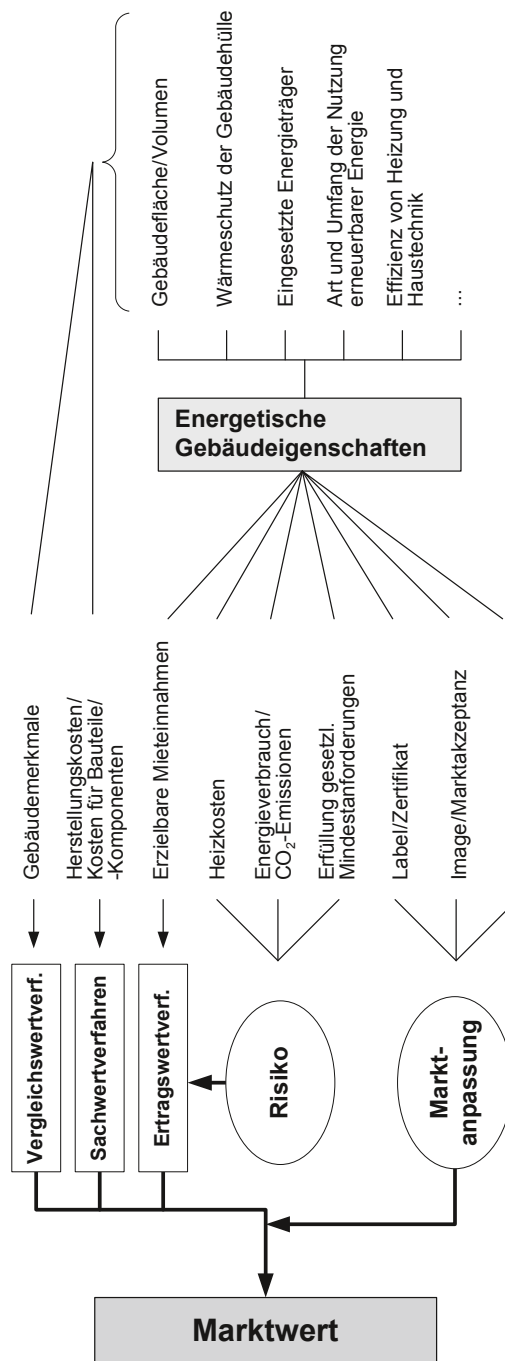 Gebäudefläche/Volumen
Wärmeschutz der Gebäudehülle
Eingesetzte Energieträger
Art und Umfang der Nutzung
erneuerbarer Energie
Effizienz von Heizung und
Haustechnik
...
Energetische
Gebäudeigenschaften
Gebäudemerkmale
Herstellungskosten/
Kosten für Bauteile/
-Komponenten
Erzielbare Mieteinnahmen
Heizkosten
Energieverbrauch/
CO₂-Emissionen
Erfüllung gesetzl.
Mindestanforderungen
Label/Zertifikat
Image/Marktakzeptanz
Vergleichswertverf.
Sachwertverfahren
Ertragswertverf.
Risiko
Markt-
anpassung
Marktwert